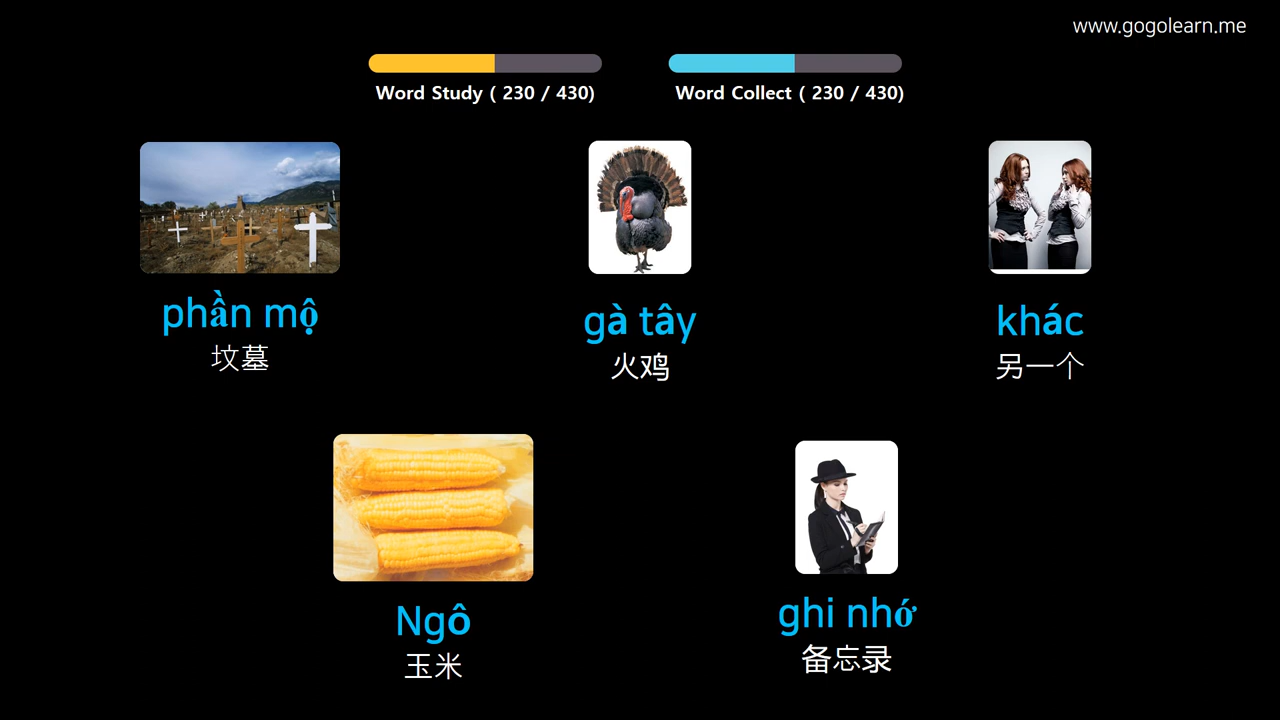 www.gogolearn.me
Word Study ( 230 / 430)
Word Collect ( 230 / 430)
phần mộ
坟墓
gà tây
火鸡
khác
另一个
Ngô
玉米
ghi nhớ
备忘录